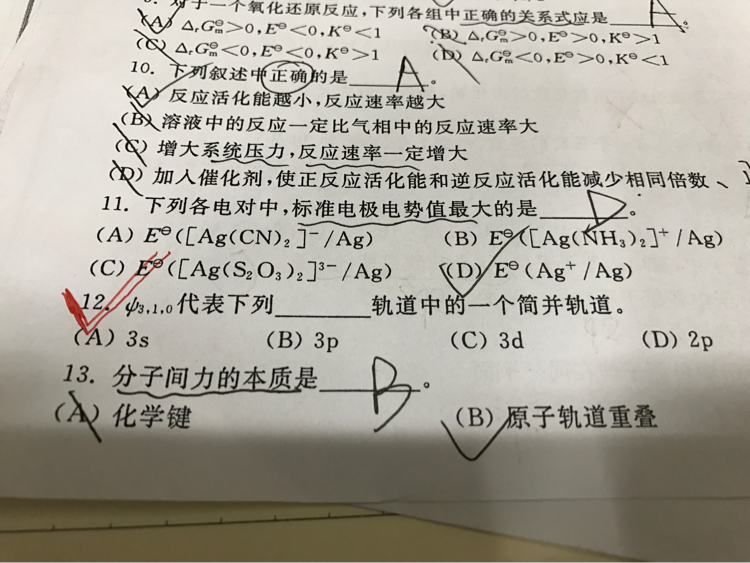 对于一个氧化还原反应,下列各组中正确的关系式应是 A
(A) ΔrG⊖m>0,E⊖<0,K⊖<1 (B) ΔrG⊖m>0,E⊖>0,K⊖>1
(C) ΔrG⊖m<0,E⊖<0,K⊖>1 (D) ΔrG⊖m<0,E⊖>0,K⊖<1
10. 下列叙述中正确的是 A 。
(A) 反应活化能越小,反应速率越大
(B) 溶液中的反应一定比气相中的反应速率大
(C) 增大系统压力,反应速率一定增大
(D) 加入催化剂,使正反应活化能和逆反应活化能减少相同倍数
11. 下列各电对中,标准电极电势值最大的是 D 。
(A) E⊖([Ag(CN)2]−/Ag) (B) E⊖([Ag(NH3)2]+/Ag)
(C) E⊖([Ag(S2O3)2]3−/Ag) (D) E⊖(Ag+/Ag)
12. ψ3,1,0代表下列________轨道中的一个简并轨道。
(A) 3s (B) 3p (C) 3d (D) 2p
13. 分子间力的本质是 B 。
(A) 化学键 (B) 原子轨道重叠